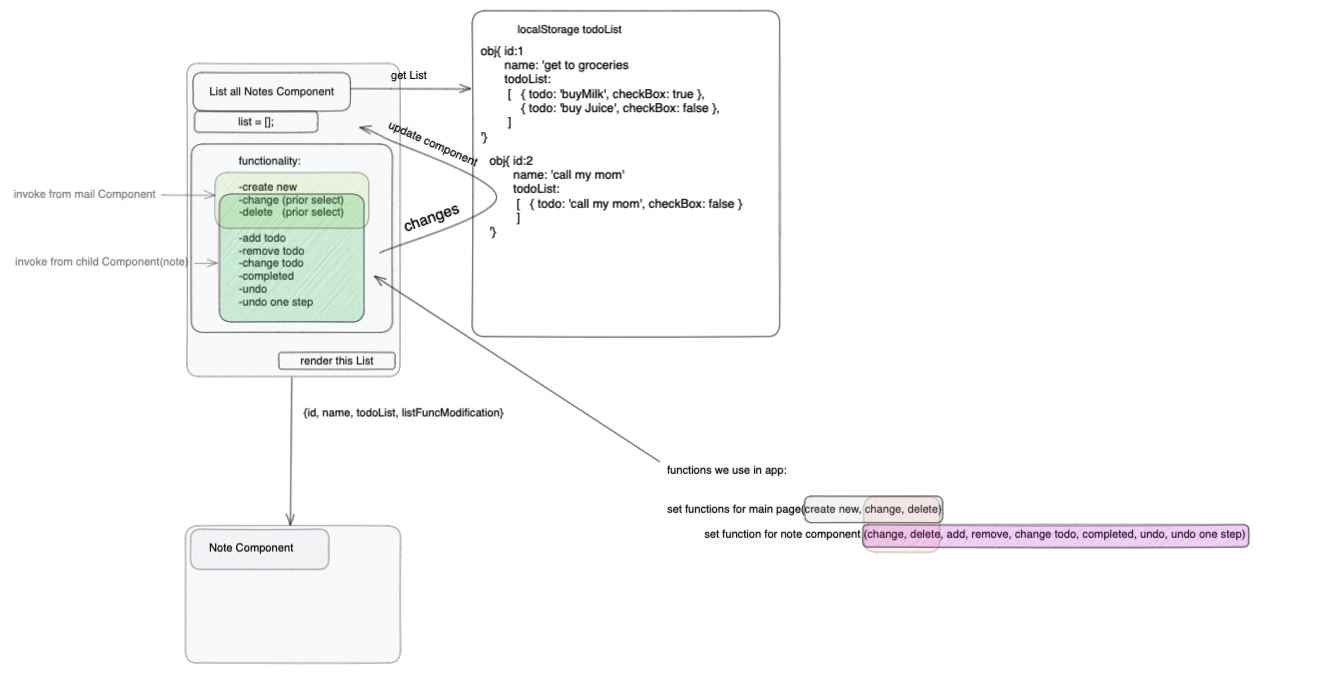 localStorage todoList
obj{ id:1
name: 'get to groceries
todoList:
[ { todo: 'buyMilk', checkBox: true },
{ todo: 'buy Juice', checkBox: false },
]
'}
obj{ id:2
name: 'call my mom'
todoList:
[ { todo: 'call my mom', checkBox: false }
]
'}
get List
List all Notes Component
list = [];
update component
changes
functionality:
-create new
-change (prior select)
-delete (prior select)
-add todo
-remove todo
-change todo
-completed
-undo
-undo one step
invoke from mail Component
invoke from child Component(note)
render this List
{id, name, todoList, listFuncModification}
functions we use in app:
set functions for main page(create new, change, delete)
set function for note component (change, delete, add, remove, change todo, completed, undo, undo one step)
Note Component